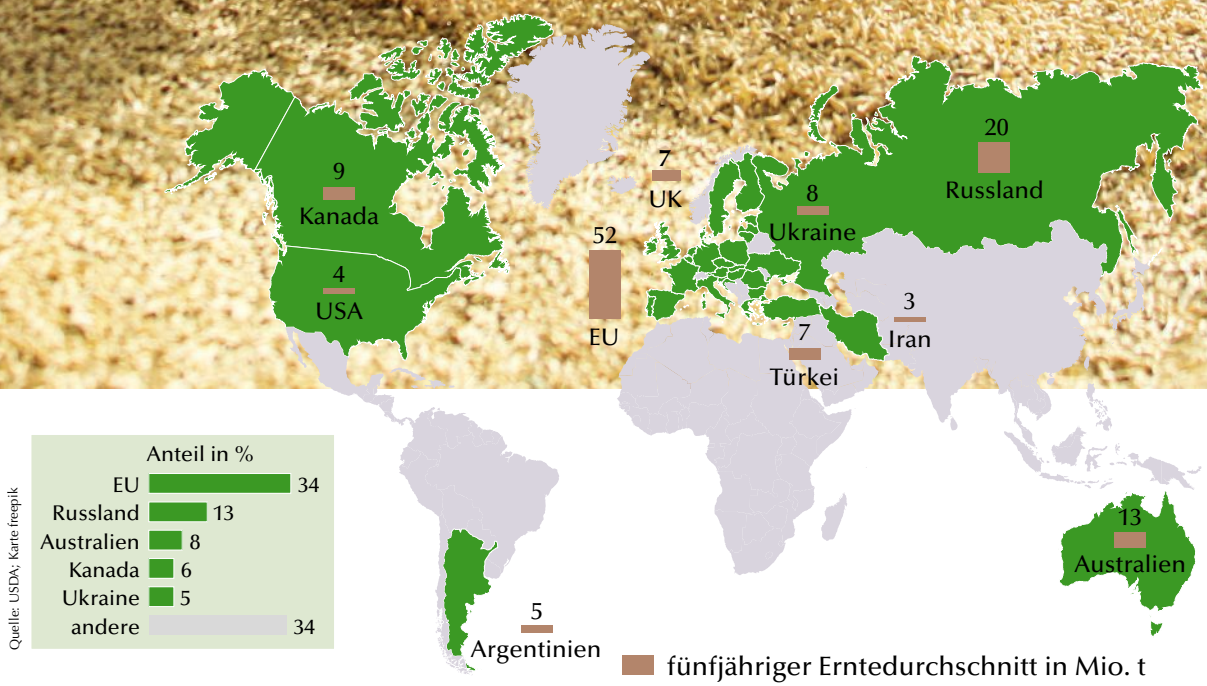 9
Kanada
4
USA
7
UK
52
EU
8
Ukraine
20
Russland
3
Iran
7
Türkei
Anteil in %
EU 34
Russland 13
Australien 8
Kanada 6
Ukraine 5
andere 34
Quelle: USDA; Karte freepik
5
Argentinien
13
Australien
fünfjähriger Erntedurchschnitt in Mio. t